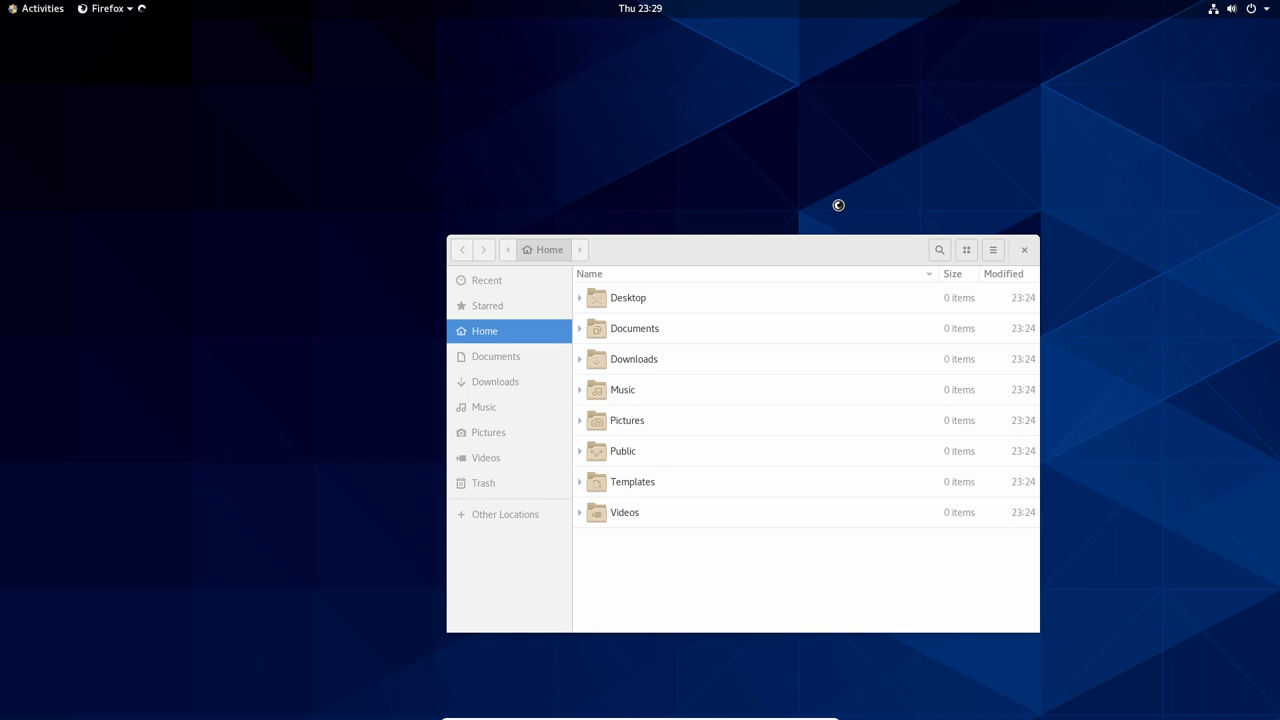 Activities Firefox Thu 23:29
Home
Name Size Modified
Recent
Starred
Home
Documents
Downloads
Music
Pictures
Videos
Trash
Other Locations
Desktop 0 items 23:24
Documents 0 items 23:24
Downloads 0 items 23:24
Music 0 items 23:24
Pictures 0 items 23:24
Public 0 items 23:24
Templates 0 items 23:24
Videos 0 items 23:24